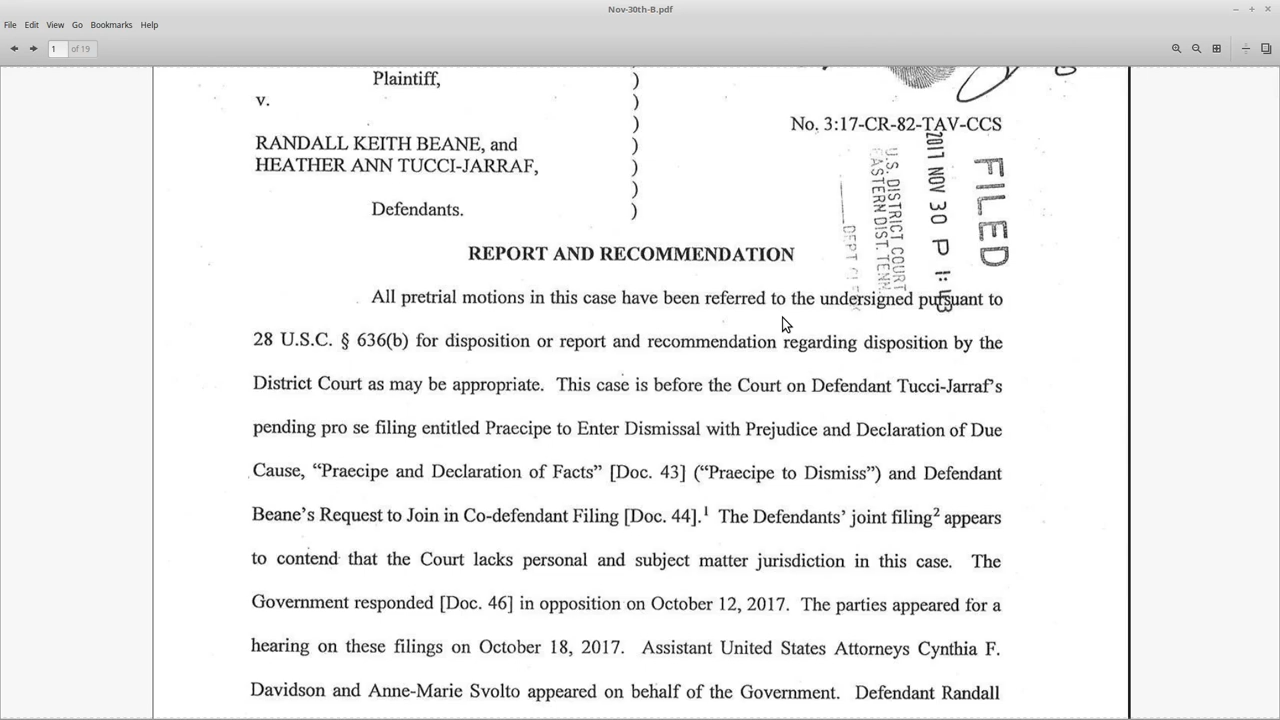 Nov-30th-B.pdf
File Edit View Go Bookmarks Help
1 of 19
Plaintiff, )
v. )
) No. 3:17-CR-82-TAV-CCS
RANDALL KEITH BEANE, and )
HEATHER ANN TUCCI-JARRAF, )
)
Defendants. )
FILED
2017 NOV 30 P 1:43
U.S. DISTRICT COURT
EASTERN DIST. TENN.
DEPT CLERK
REPORT AND RECOMMENDATION
All pretrial motions in this case have been referred to the undersigned pursuant to
28 U.S.C. § 636(b) for disposition or report and recommendation regarding disposition by the
District Court as may be appropriate. This case is before the Court on Defendant Tucci-Jarraf's
pending pro se filing entitled Praecipe to Enter Dismissal with Prejudice and Declaration of Due
Cause, “Praecipe and Declaration of Facts” [Doc. 43] (“Praecipe to Dismiss”) and Defendant
Beane's Request to Join in Co-defendant Filing [Doc. 44].1 The Defendants' joint filing2 appears
to contend that the Court lacks personal and subject matter jurisdiction in this case. The
Government responded [Doc. 46] in opposition on October 12, 2017. The parties appeared for a
hearing on these filings on October 18, 2017. Assistant United States Attorneys Cynthia F.
Davidson and Anne-Marie Svolto appeared on behalf of the Government. Defendant Randall